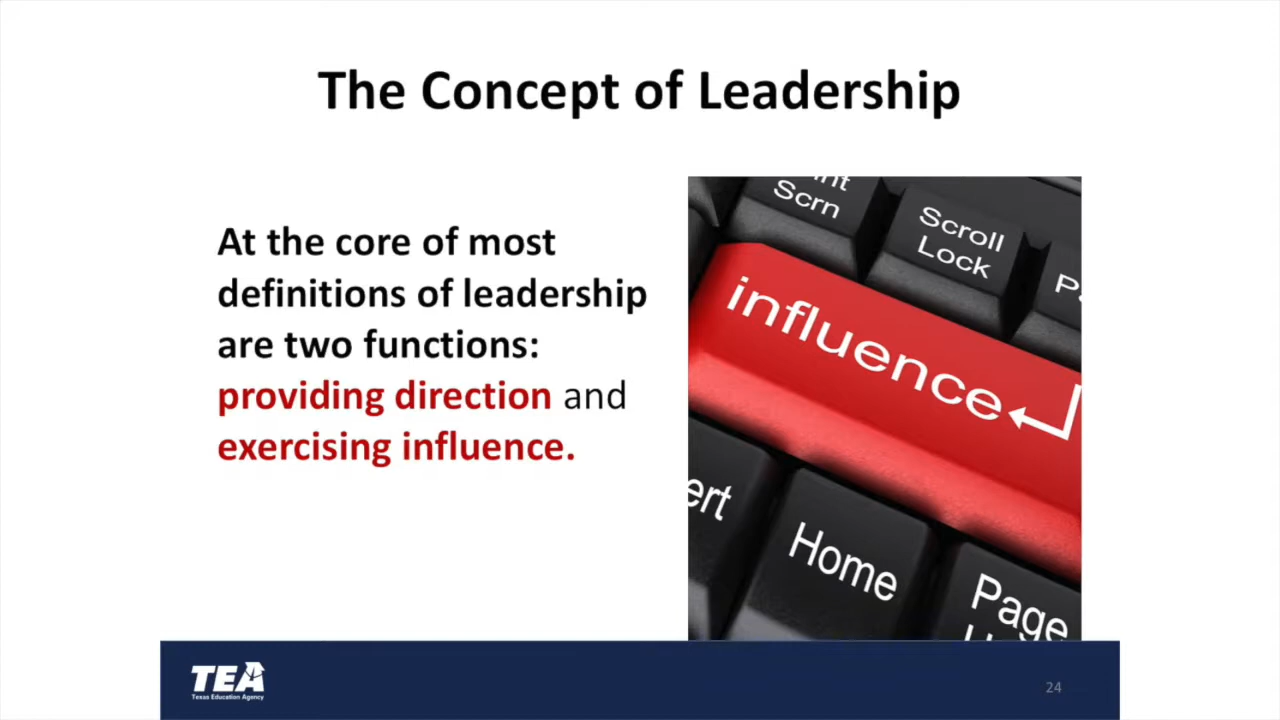 The Concept of Leadership
At the core of most
definitions of leadership
are two functions:
providing direction and
exercising influence.
Scrn
Scroll
Lock
influence
Home
Page
TEA
Texas Education Agency
24